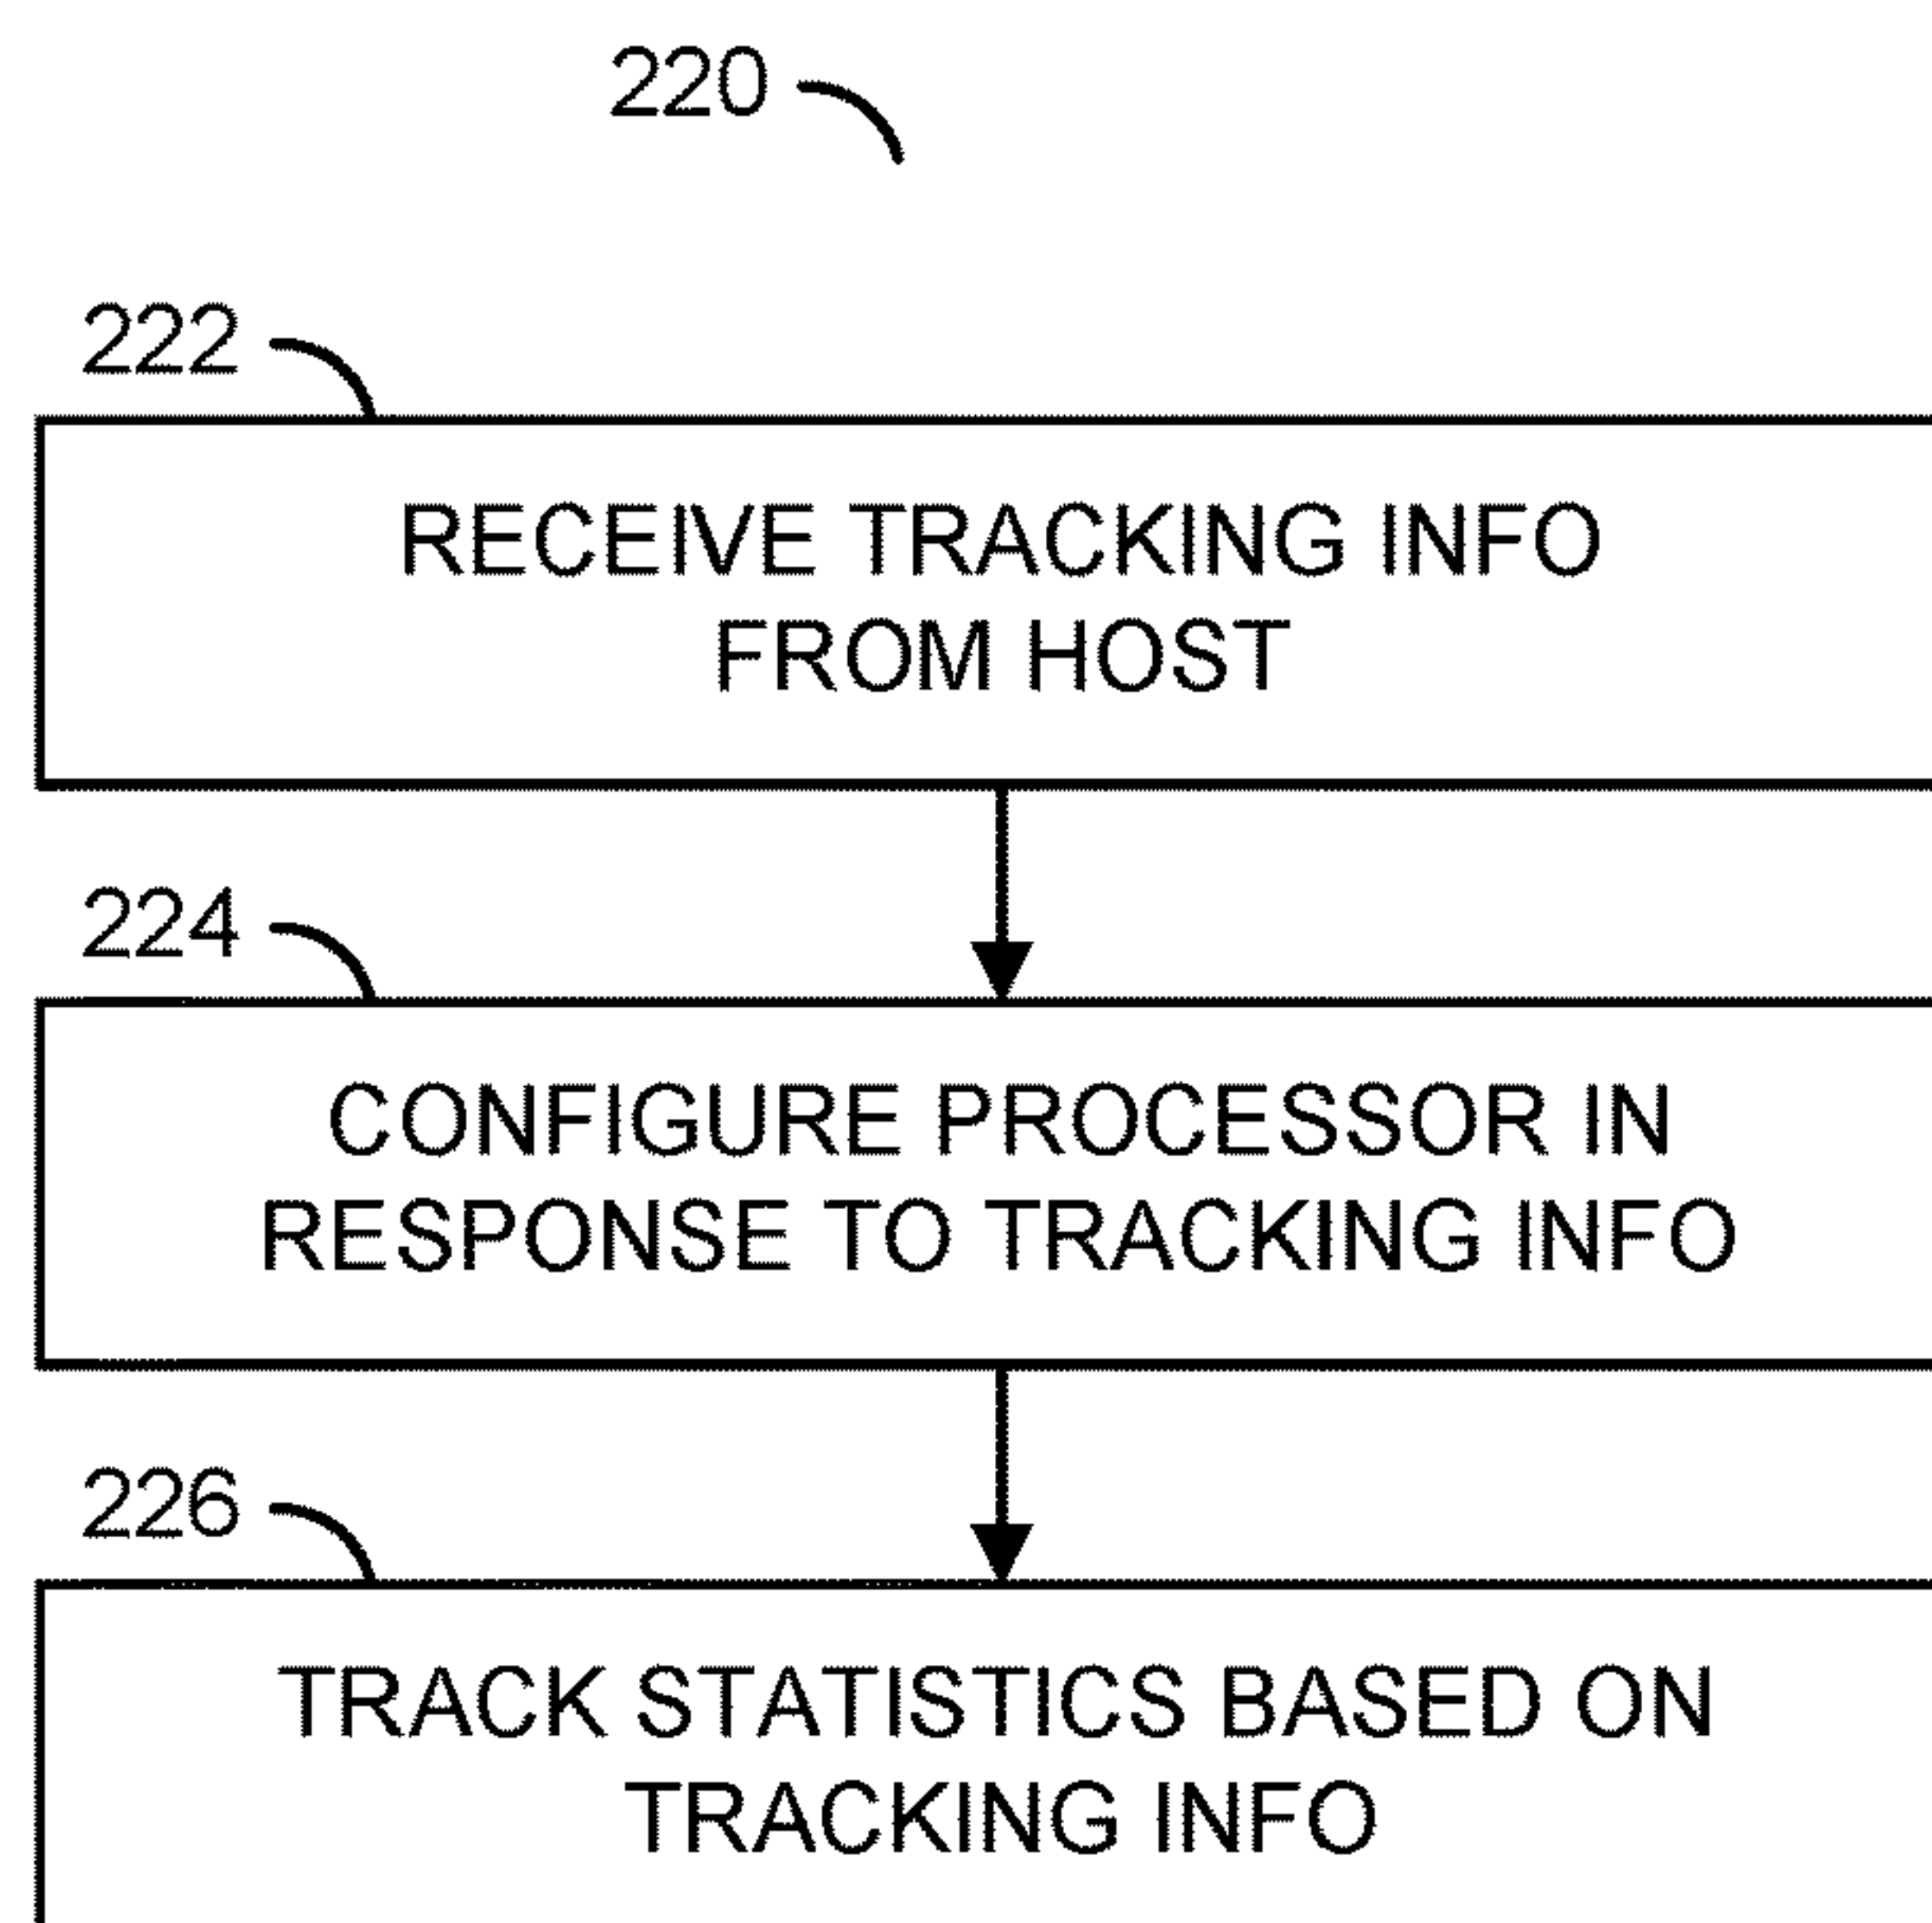 220
222
RECEIVE TRACKING INFO
FROM HOST
224
CONFIGURE PROCESSOR IN
RESPONSE TO TRACKING INFO
226
TRACK STATISTICS BASED ON
TRACKING INFO